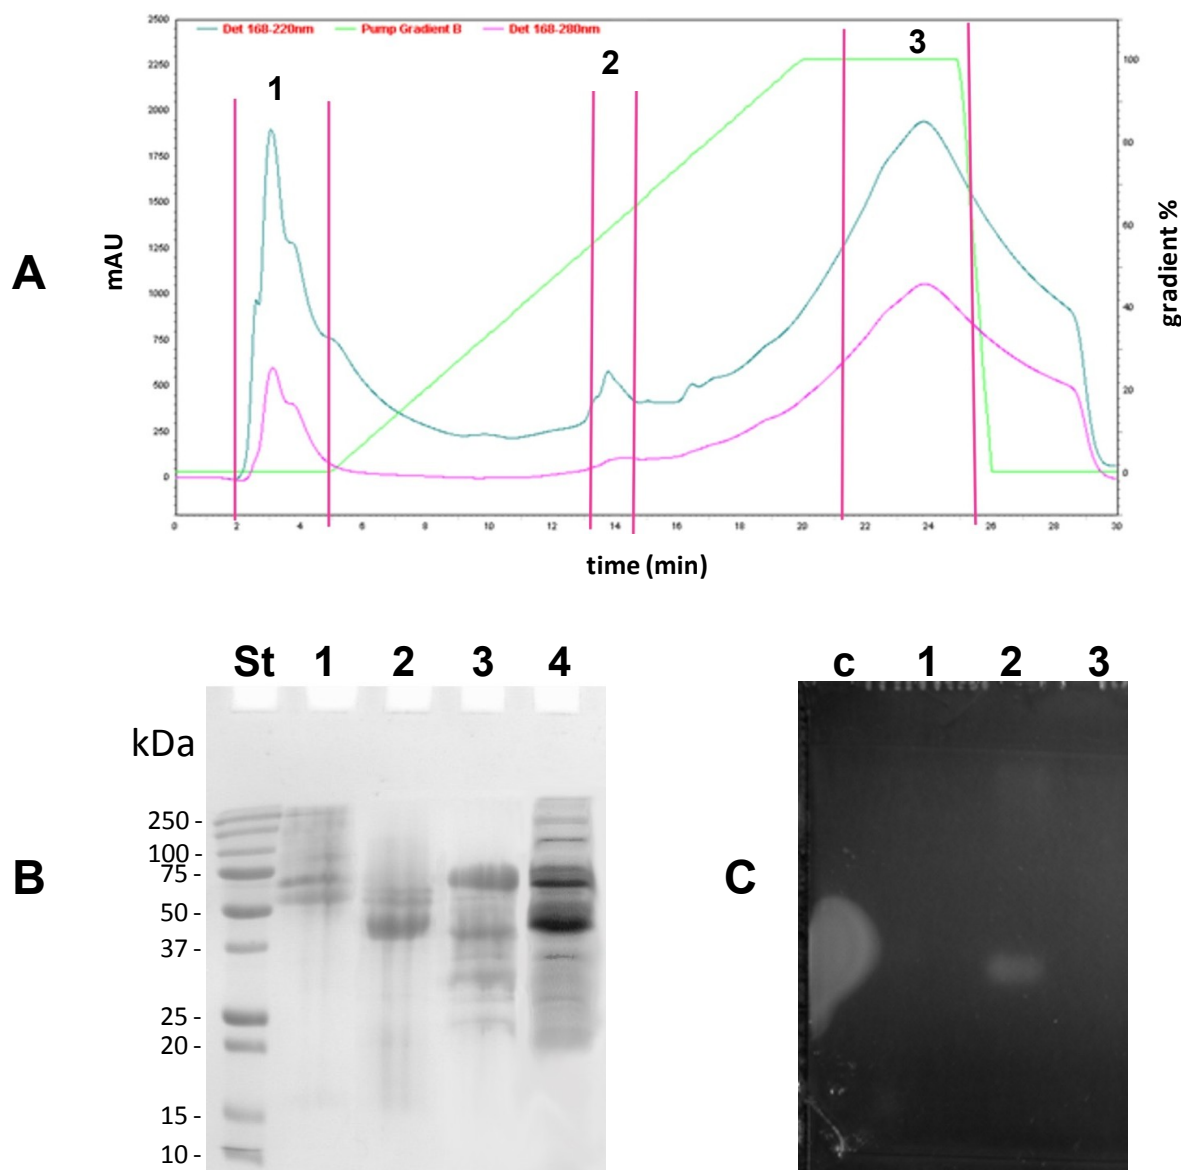 Det 168-220nm Pump Gradient B Det 168-280nm
1 2 3
2500
2250
2000
1750
1500
1250
1000
750
500
250
0
100
80
60
40
20
0
A
mAU
gradient %
0 2 4 6 8 10 12 14 16 18 20 22 24 26 28 30
time (min)
St 1 2 3 4
kDa
250 -
100 -
75 -
50 -
37 -
25 -
20 -
15 -
10 -
B
c 1 2 3
C